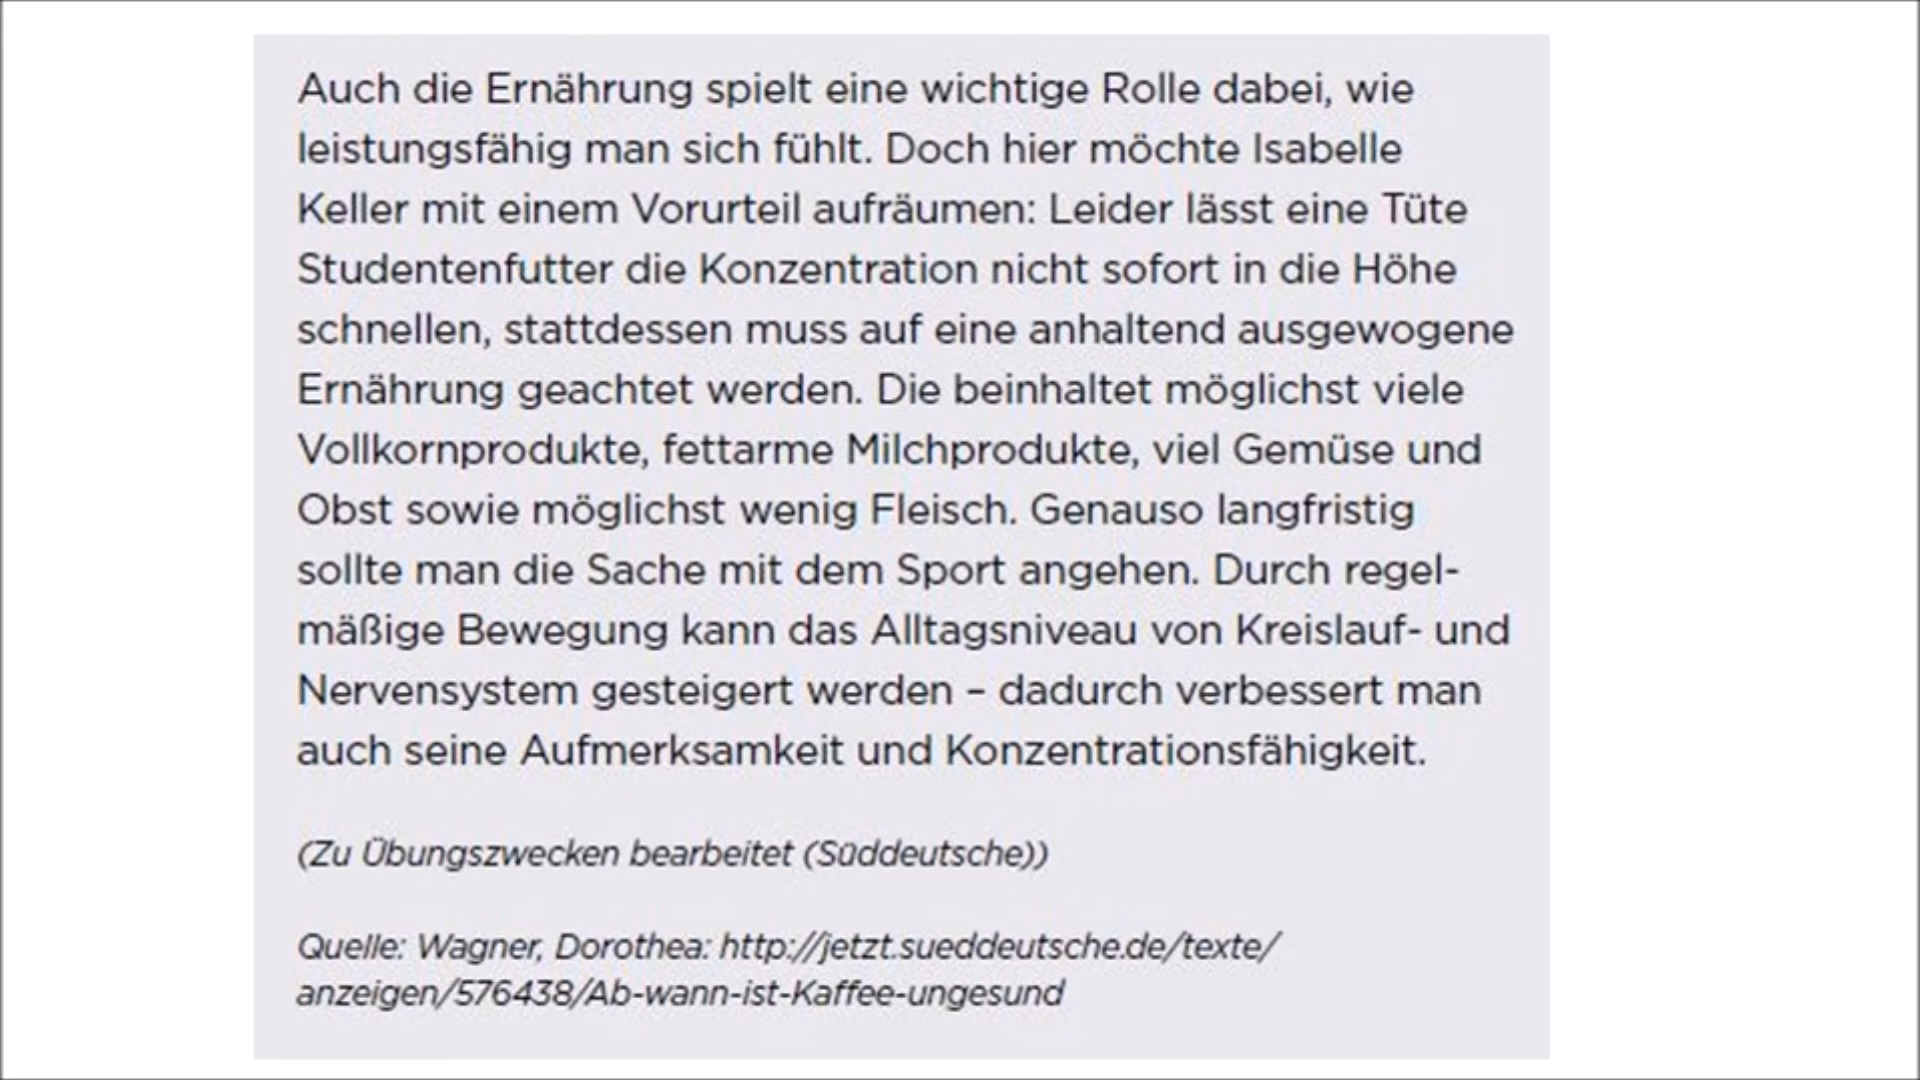 Auch die Ernährung spielt eine wichtige Rolle dabei, wie
leistungsfähig man sich fühlt. Doch hier möchte Isabelle
Keller mit einem Vorurteil aufräumen: Leider lässt eine Tüte
Studentenfutter die Konzentration nicht sofort in die Höhe
schnellen, stattdessen muss auf eine anhaltend ausgewogene
Ernährung geachtet werden. Die beinhaltet möglichst viele
Vollkornprodukte, fettarme Milchprodukte, viel Gemüse und
Obst sowie möglichst wenig Fleisch. Genauso langfristig
sollte man die Sache mit dem Sport angehen. Durch regel-
mäßige Bewegung kann das Alltagsniveau von Kreislauf- und
Nervensystem gesteigert werden – dadurch verbessert man
auch seine Aufmerksamkeit und Konzentrationsfähigkeit.
(Zu Übungszwecken bearbeitet (Süddeutsche))
Quelle: Wagner, Dorothea: http://jetzt.sueddeutsche.de/texte/
anzeigen/576438/Ab-wann-ist-Kaffee-ungesund